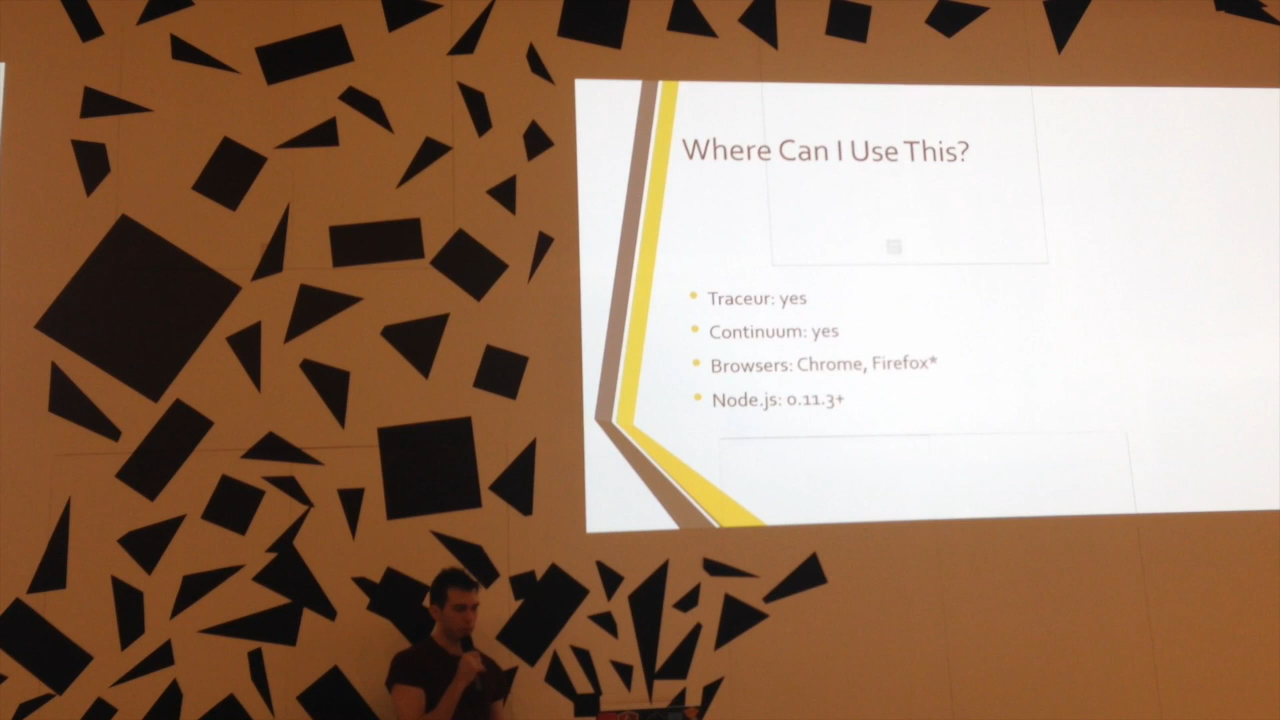 Where Can I Use This?
Traceur: yes
Continuum: yes
Browsers: Chrome, Firefox*
Node.js: 0.11.3+